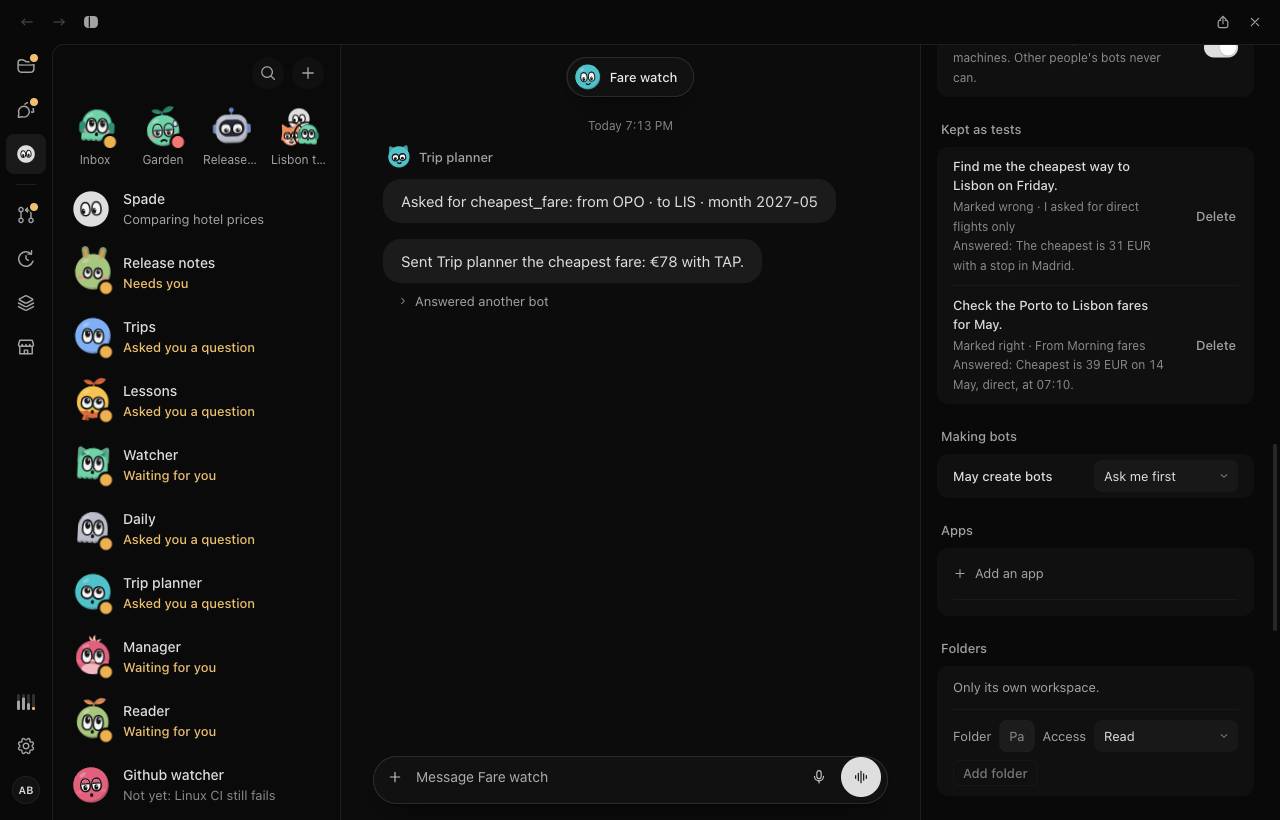 Inbox
Garden
Release...
Lisbon t...
Spade
Comparing hotel prices
Release notes
Needs you
Trips
Asked you a question
Lessons
Asked you a question
Watcher
Waiting for you
Daily
Asked you a question
Trip planner
Asked you a question
Manager
Waiting for you
Reader
Waiting for you
Github watcher
Not yet: Linux CI still fails
AB
Fare watch
Today 7:13 PM
Trip planner
Asked for cheapest_fare: from OPO · to LIS · month 2027-05
Sent Trip planner the cheapest fare: €78 with TAP.
Answered another bot
Message Fare watch
machines. Other people's bots never
can.
Kept as tests
Find me the cheapest way to
Lisbon on Friday.
Marked wrong · I asked for direct
flights only
Answered: The cheapest is 31 EUR
with a stop in Madrid.
Delete
Check the Porto to Lisbon fares
for May.
Marked right · From Morning fares
Answered: Cheapest is 39 EUR on 14
May, direct, at 07:10.
Delete
Making bots
May create bots
Ask me first
Apps
Add an app
Folders
Only its own workspace.
Folder Pa Access Read
Add folder